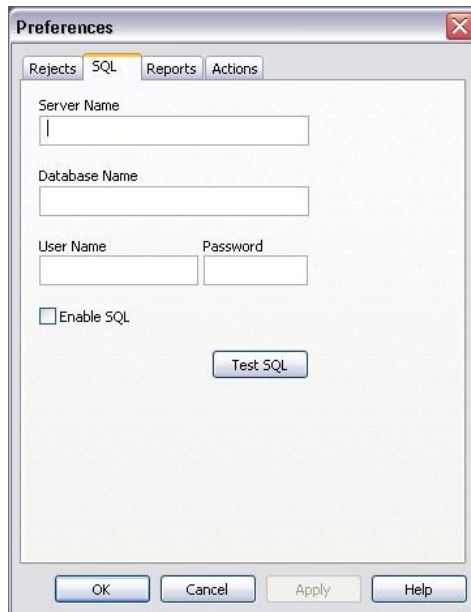 Preferences
Rejects SQL Reports Actions
Server Name
Database Name
User Name Password
Enable SQL
Test SQL
OK Cancel Apply Help